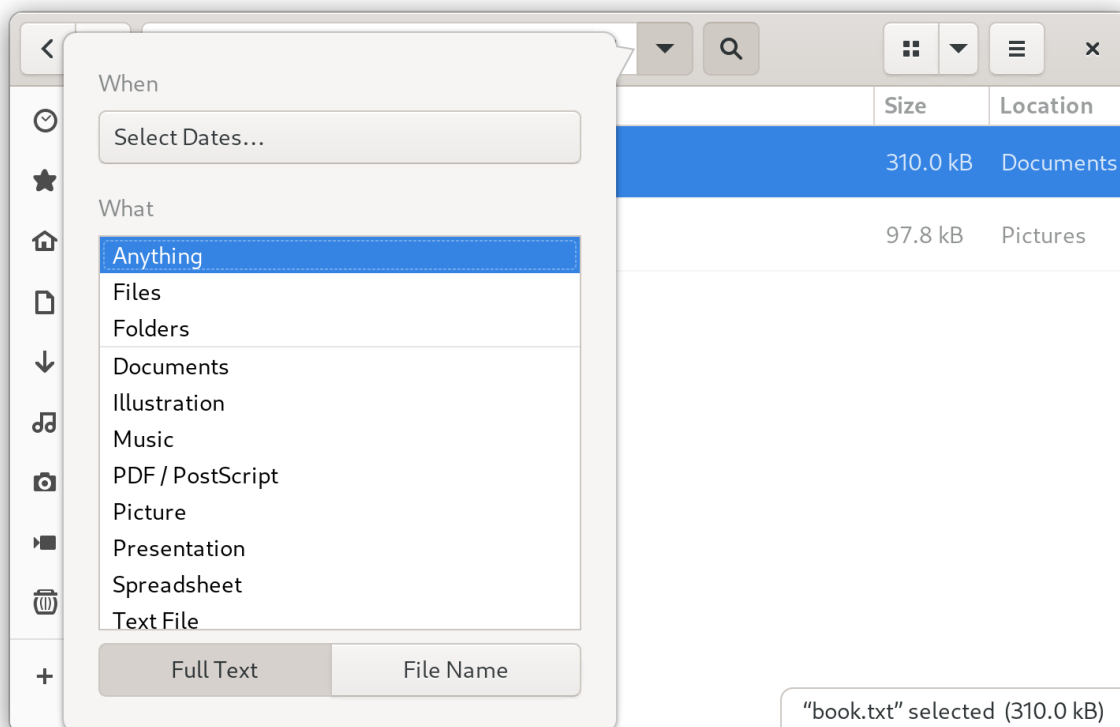 When
Select Dates…
What
Anything
Files
Folders
Documents
Illustration
Music
PDF / PostScript
Picture
Presentation
Spreadsheet
Text File
Full Text File Name
Size Location
310.0 kB Documents
97.8 kB Pictures
“book.txt” selected (310.0 kB)